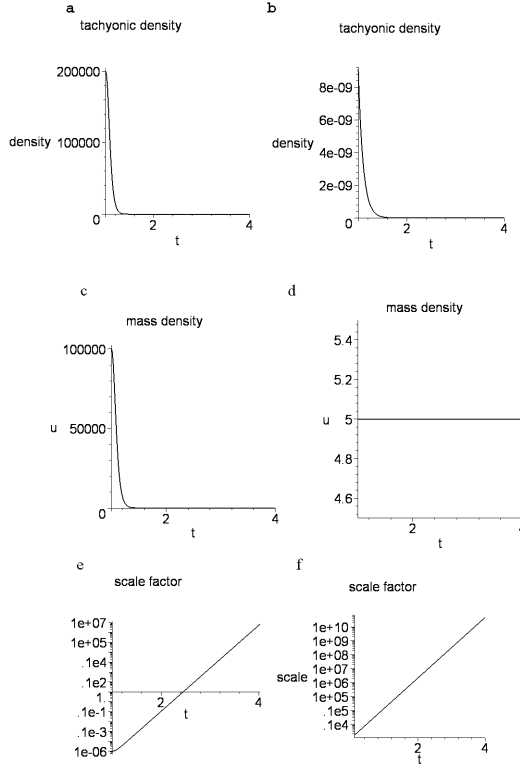 a
tachyonic density
200000
density 100000
0
2
4
t
b
tachyonic density
8e-09
6e-09
density
4e-09
2e-09
0
2
4
t
c
mass density
100000
u 50000
0
2
4
t
d
mass density
5.4
5.2
u 5
4.8
4.6
2
t
e
scale factor
1e+07
1e+05
.1e4
.1e2
1.
.1e-1
.1e-3
1e-06
2
4
t
f
scale factor
1e+10
1e+09
1e+08
1e+07
scale
1e+06
1e+05
.1e5
.1e4
2
4
t